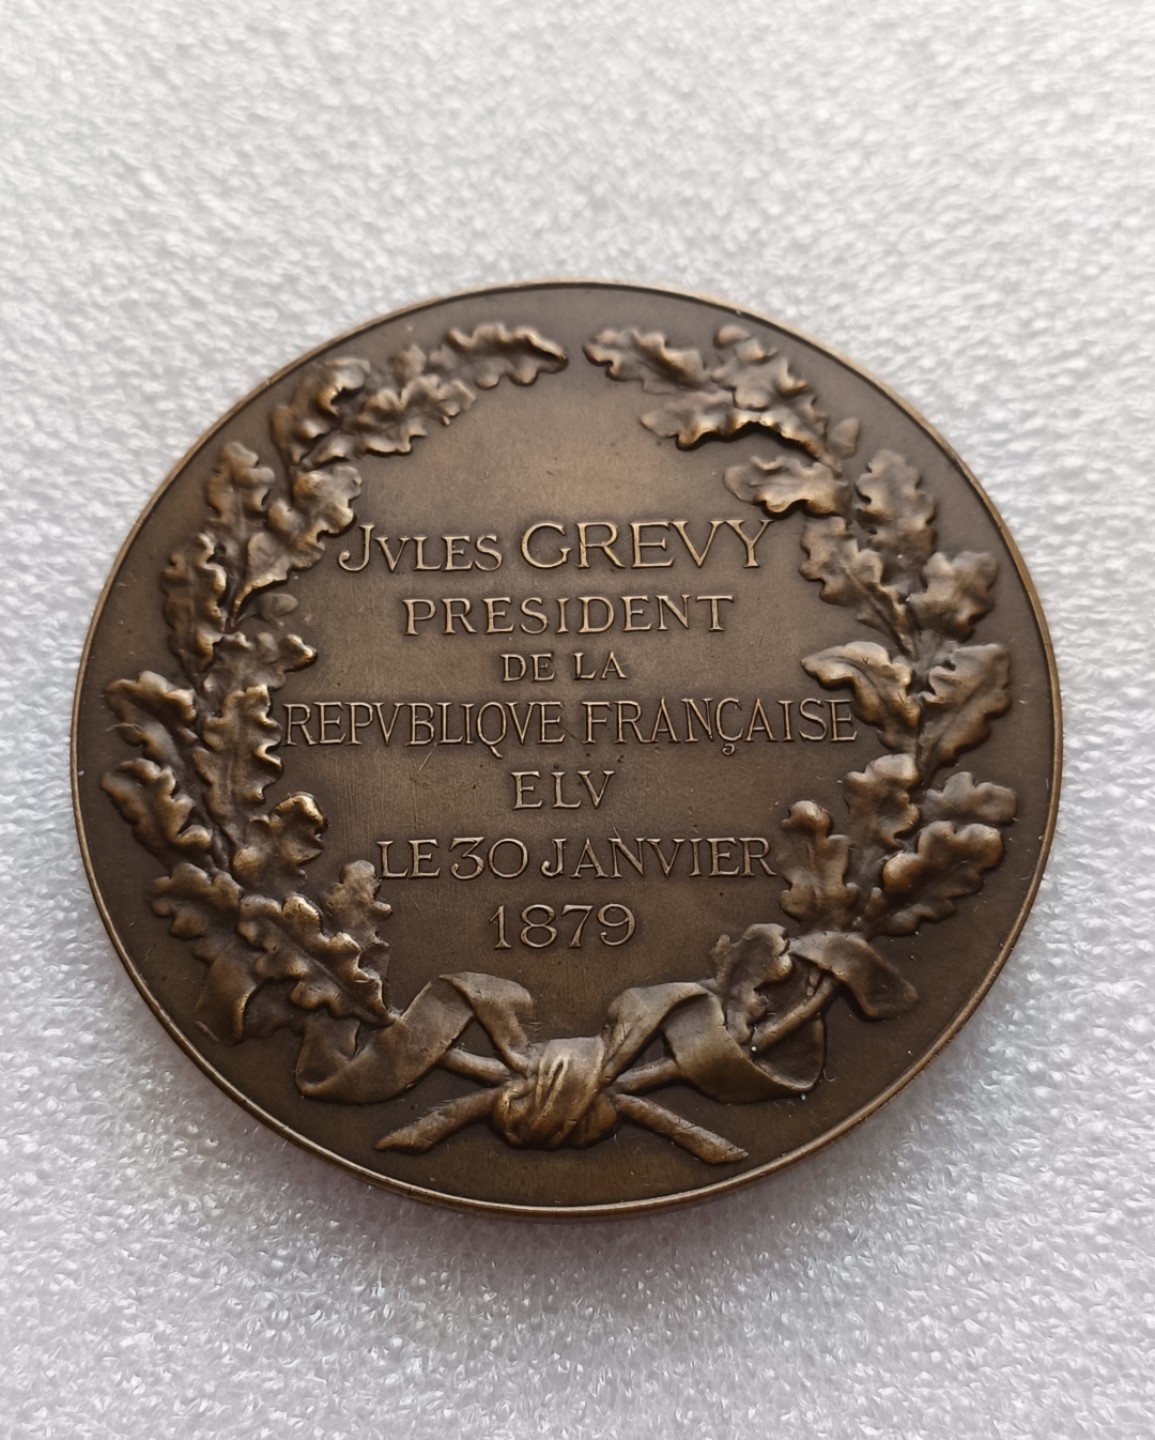 JVLES GREVY
PRESIDENT
DE LA
REPVBLIQVE FRANÇAISE
ELV
LE 30 JANVIER
1879